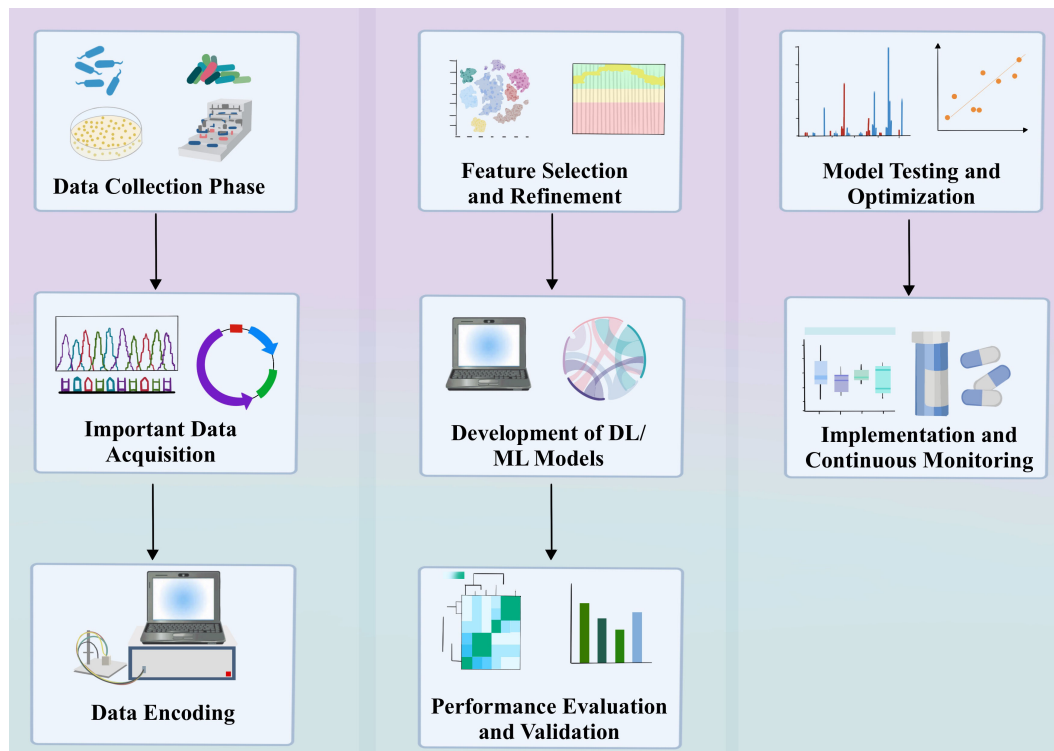 Data Collection Phase
Important Data
Acquisition
Data Encoding
Feature Selection
and Refinement
Development of DL/
ML Models
Performance Evaluation
and Validation
Model Testing and
Optimization
Implementation and
Continuous Monitoring